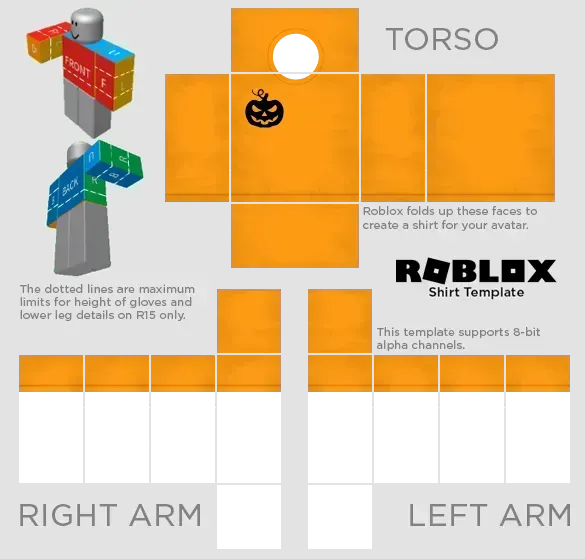 TORSO
FRONT
F
L
BACK
Roblox folds up these faces to
create a shirt for your avatar.
ROBLOX
Shirt Template
The dotted lines are maximum
limits for height of gloves and
lower leg details on R15 only.
This template supports 8-bit
alpha channels.
RIGHT ARM
LEFT ARM